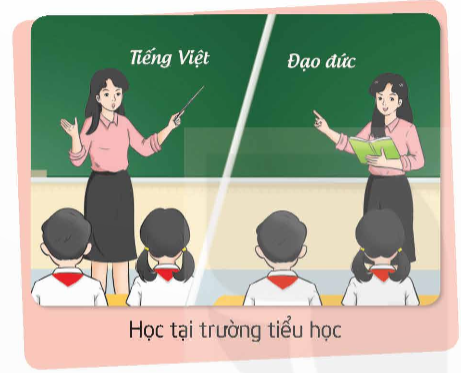 Tiếng Việt
Đạo đức
Học tại trường tiểu học